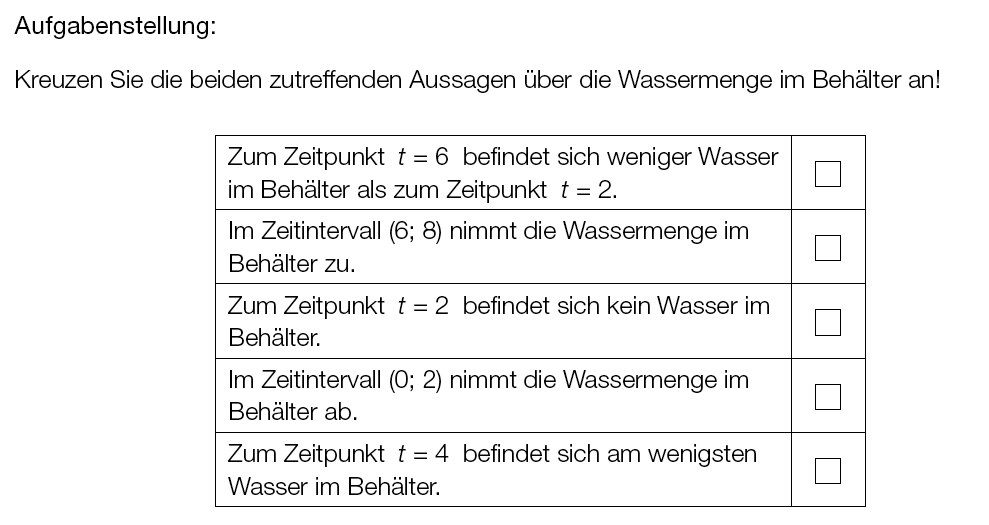 Aufgabenstellung:
Kreuzen Sie die beiden zutreffenden Aussagen über die Wassermenge im Behälter an!
Zum Zeitpunkt t = 6 befindet sich weniger Wasser
im Behälter als zum Zeitpunkt t = 2.
Im Zeitintervall (6; 8) nimmt die Wassermenge im
Behälter zu.
Zum Zeitpunkt t = 2 befindet sich kein Wasser im
Behälter.
Im Zeitintervall (0; 2) nimmt die Wassermenge im
Behälter ab.
Zum Zeitpunkt t = 4 befindet sich am wenigsten
Wasser im Behälter.